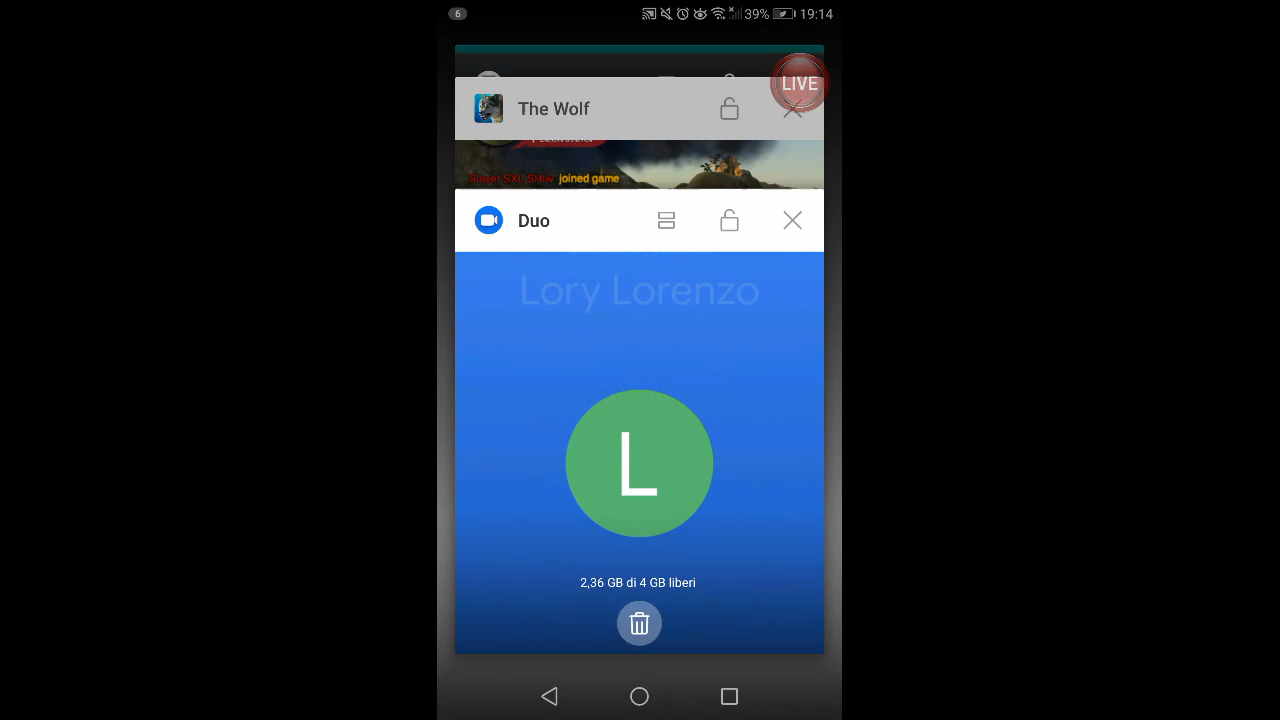 6
39% 19:14
LIVE
The Wolf
joined game
Duo
Lory Lorenzo
L
2,36 GB di 4 GB liberi